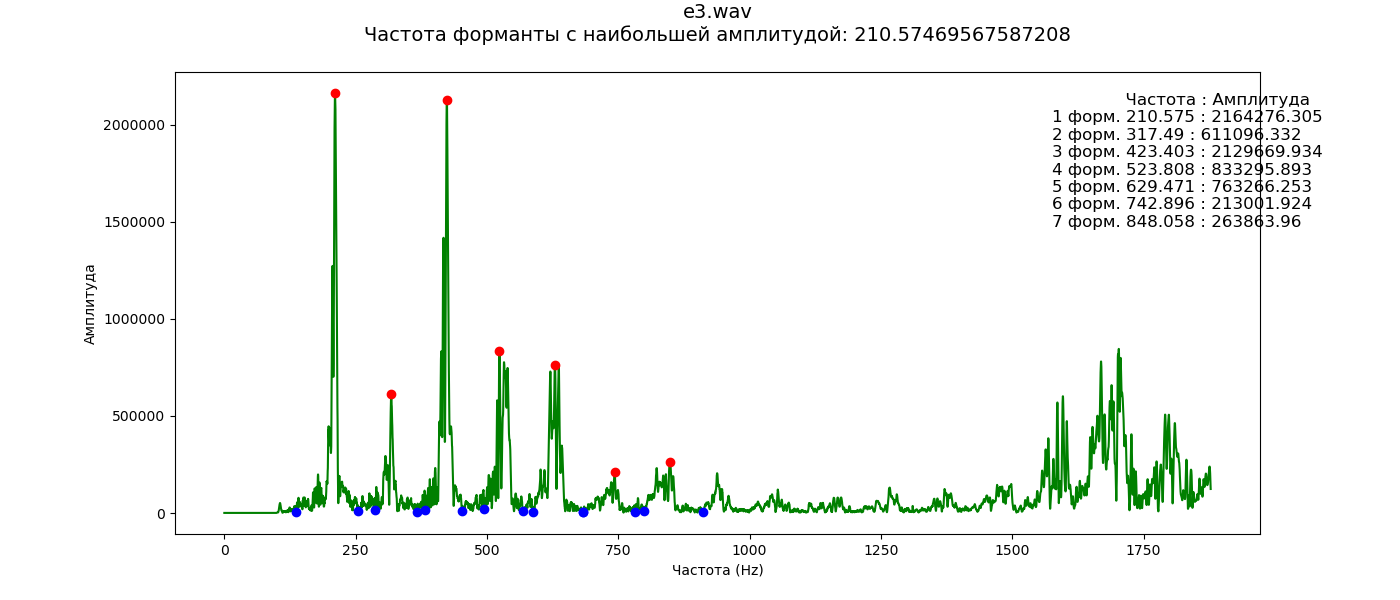 e3.wav
Частота форманты с наибольшей амплитудой: 210.57469567587208
Частота : Амплитуда
1 форм. 210.575 : 2164276.305
2 форм. 317.49 : 611096.332
3 форм. 423.403 : 2129669.934
4 форм. 523.808 : 833295.893
5 форм. 629.471 : 763266.253
6 форм. 742.896 : 213001.924
7 форм. 848.058 : 263863.96
2000000
1500000
1000000
500000
0
Амплитуда
0 250 500 750 1000 1250 1500 1750
Частота (Hz)